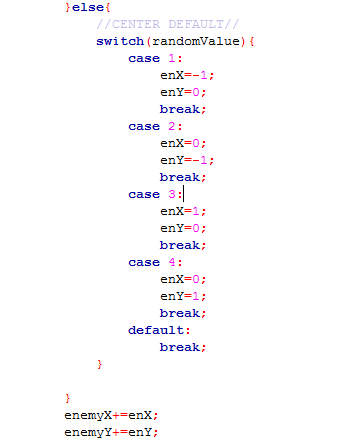 }else{
//CENTER DEFAULT//
switch(randomValue){
case 1:
enX=-1;
enY=0;
break;
case 2:
enX=0;
enY=-1;
break;
case 3:
enX=1;
enY=0;
break;
case 4:
enX=0;
enY=1;
break;
default:
break;
}
}
enemyX+=enX;
enemyY+=enY;